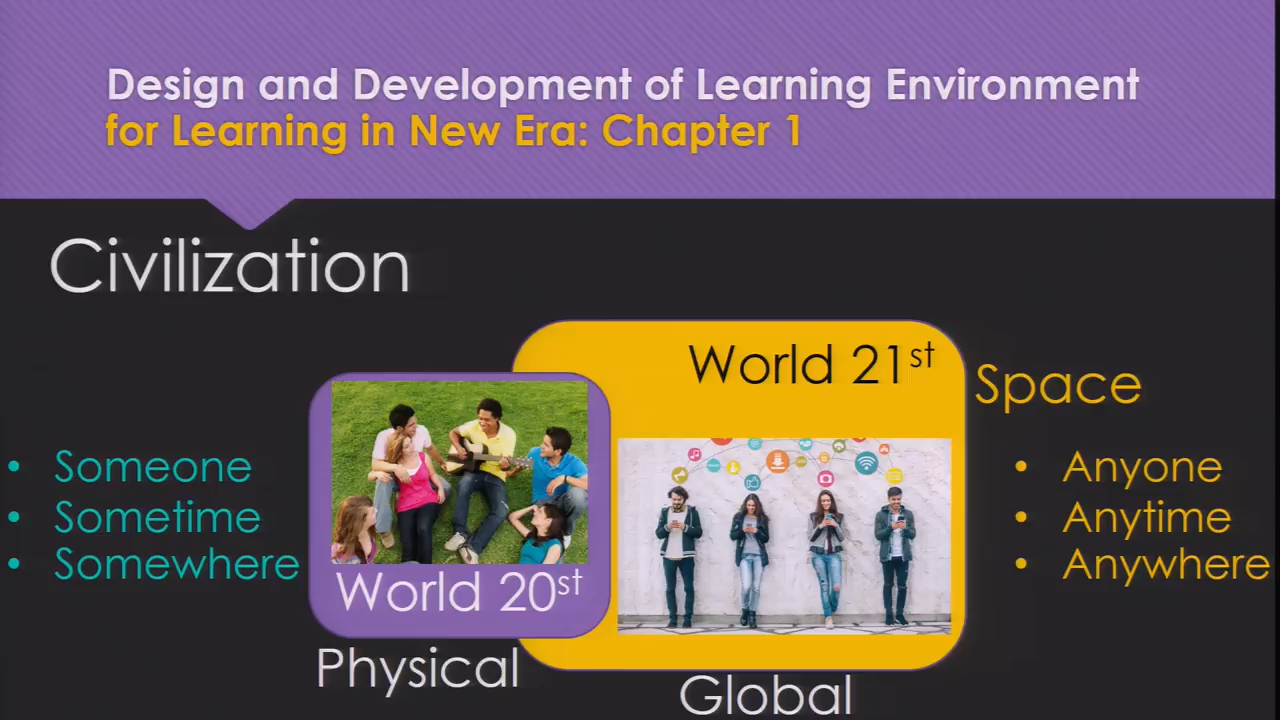 Design and Development of Learning Environment
for Learning in New Era: Chapter 1
Civilization
World 21st
Space
• Someone
• Sometime
• Somewhere
• Anyone
• Anytime
• Anywhere
World 20st
Physical
Global